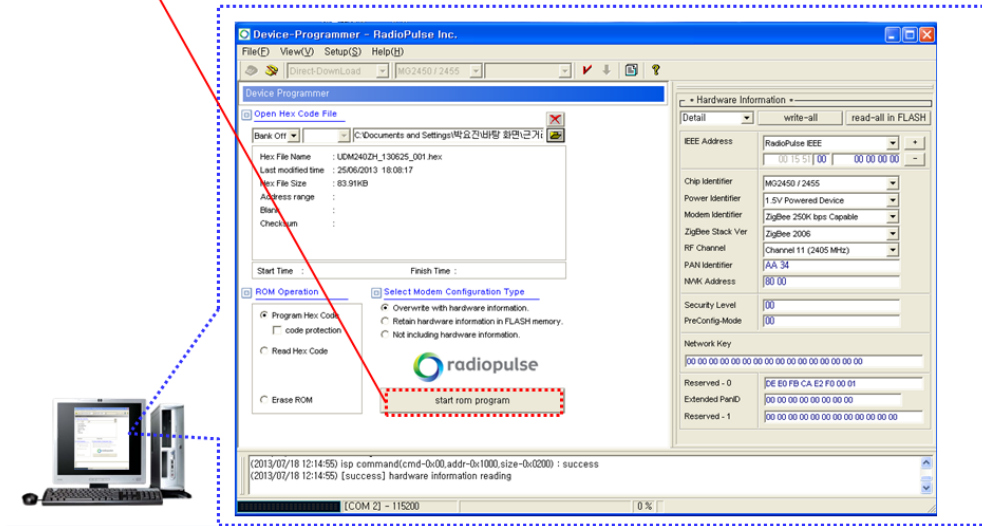 Device-Programmer - RadioPulse Inc.
File(F) View(V) Setup(S) Help(H)
Direct-DownLoad MG2450 / 2455
Device Programmer
Open Hex Code File
Bank Off C:\Documents and Settings\박요진\바탕 화면\근거
Hex File Name : UDM240ZH_130625_001.hex
Last modified time : 25/06/2013 18:08:17
Hex File Size : 83.91KB
Address range :
Blank :
Checksum :
Start Time : Finish Time :
ROM Operation
Program Hex Code
code protection
Read Hex Code
Erase ROM
Select Modem Configuration Type
Overwrite with hardware information.
Retain hardware information in FLASH memory.
Not including hardware information.
radiopulse
start rom program
* Hardware Information *
Detail write-all read-all in FLASH
IEEE Address RadioPulse IEEE +
00 15 51 00 00 00 00 00 -
Chip Identifier MG2450 / 2455
Power Identifier 1.5V Powered Device
Modem Identifier ZigBee 250K bps Capable
ZigBee Stack Ver ZigBee 2006
RF Channel Channel 11 (2405 MHz)
PAN Identifier AA 34
NWK Address 80 00
Security Level 00
PreConfig-Mode 00
Network Key
00 00 00 00 00 00 00 00 00 00 00 00 00 00 00 00
Reserved - 0 DE E0 FB CA E2 F0 00 01
Extended PanID 00 00 00 00 00 00 00 00
Reserved - 1 00 00 00 00 00 00 00 00 00 00 00 00
(2013/07/18 12:14:55) isp command(cmd-0x00,addr-0x1000,size-0x0200) : success
(2013/07/18 12:14:55) [success] hardware information reading
[COM 2] - 115200 0 %